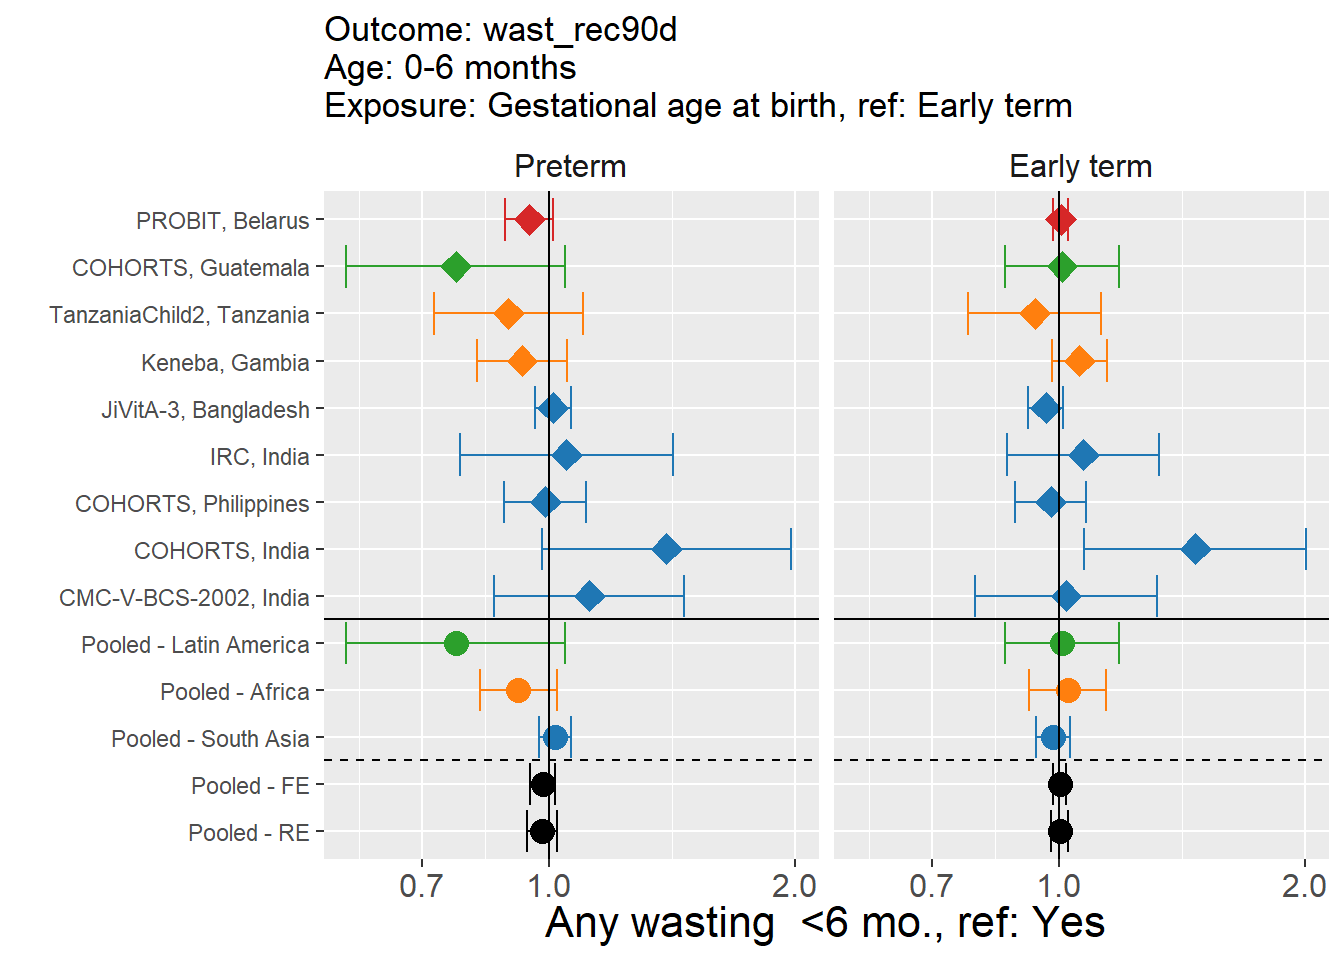 Outcome: wast_rec90d
Age: 0-6 months
Exposure: Gestational age at birth, ref: Early term
Preterm
Early term
PROBIT, Belarus
COHORTS, Guatemala
TanzaniaChild2, Tanzania
Keneba, Gambia
JiVitA-3, Bangladesh
IRC, India
COHORTS, Philippines
COHORTS, India
CMC-V-BCS-2002, India
Pooled - Latin America
Pooled - Africa
Pooled - South Asia
Pooled - FE
Pooled - RE
0.7 1.0 2.0 0.7 1.0 2.0
Any wasting  <6 mo., ref: Yes